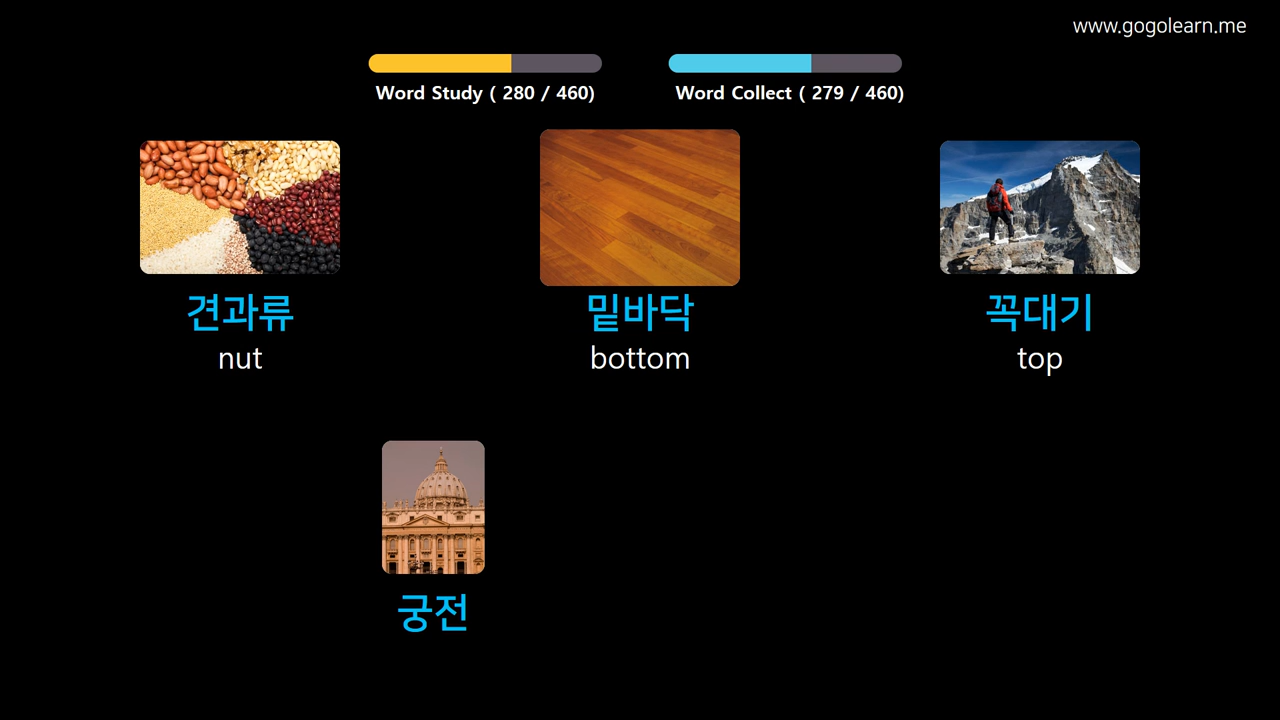 www.gogolearn.me
Word Study ( 280 / 460)
Word Collect ( 279 / 460)
견과류
nut
밑바닥
bottom
꼭대기
top
궁전